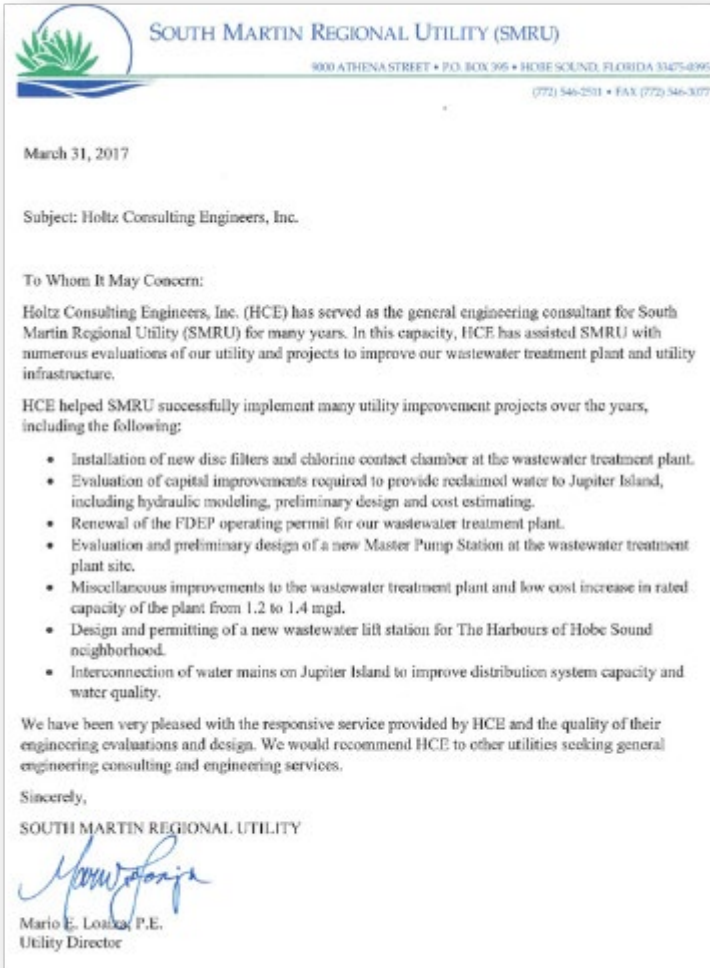 SOUTH MARTIN REGIONAL UTILITY (SMRU)
9000 ATHENA STREET • P.O. BOX 395 • HOBE SOUND, FLORIDA 33475-0395
(772) 546-2511 • FAX (772) 546-3077
March 31, 2017
Subject: Holtz Consulting Engineers, Inc.
To Whom It May Concern:
Holtz Consulting Engineers, Inc. (HCE) has served as the general engineering consultant for South
Martin Regional Utility (SMRU) for many years. In this capacity, HCE has assisted SMRU with
numerous evaluations of our utility and projects to improve our wastewater treatment plant and utility
infrastructure.
HCE helped SMRU successfully implement many utility improvement projects over the years,
including the following:
• Installation of new disc filters and chlorine contact chamber at the wastewater treatment plant.
• Evaluation of capital improvements required to provide reclaimed water to Jupiter Island,
including hydraulic modeling, preliminary design and cost estimating.
• Renewal of the FDEP operating permit for our wastewater treatment plant.
• Evaluation and preliminary design of a new Master Pump Station at the wastewater treatment
plant site.
• Miscellaneous improvements to the wastewater treatment plant and low cost increase in rated
capacity of the plant from 1.2 to 1.4 mgd.
• Design and permitting of a new wastewater lift station for The Harbours of Hobe Sound
neighborhood.
• Interconnection of water mains on Jupiter Island to improve distribution system capacity and
water quality.
We have been very pleased with the responsive service provided by HCE and the quality of their
engineering evaluations and design. We would recommend HCE to other utilities seeking general
engineering consulting and engineering services.
Sincerely,
SOUTH MARTIN REGIONAL UTILITY
Mario E. Loaiza, P.E.
Utility Director